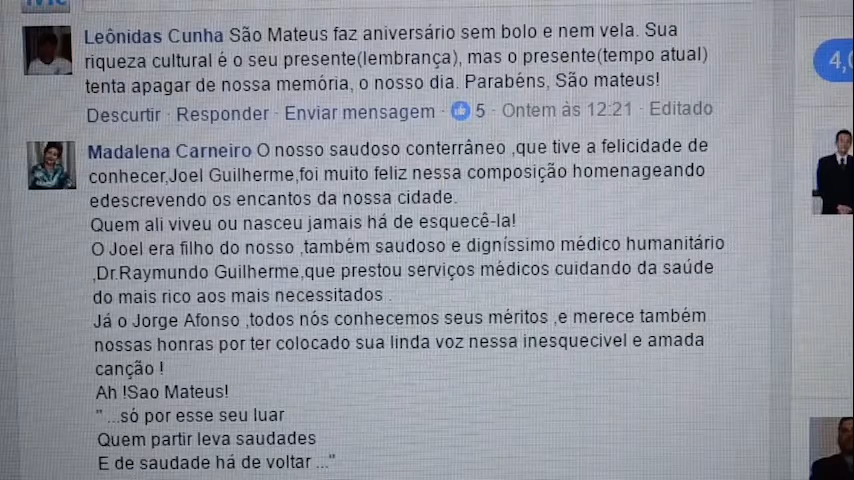 Leônidas Cunha São Mateus faz aniversário sem bolo e nem vela. Sua
riqueza cultural é o seu presente(lembrança), mas o presente(tempo atual)
tenta apagar de nossa memória, o nosso dia. Parabéns, São mateus!
Descurtir · Responder · Enviar mensagem · 5 · Ontem às 12:21 · Editado
Madalena Carneiro O nosso saudoso conterrâneo ,que tive a felicidade de
conhecer,Joel Guilherme,foi muito feliz nessa composição homenageando
edescrevendo os encantos da nossa cidade.
Quem ali viveu ou nasceu jamais há de esquecê-la!
O Joel era filho do nosso ,também saudoso e digníssimo médico humanitário
,Dr.Raymundo Guilherme,que prestou serviços médicos cuidando da saúde
do mais rico aos mais necessitados .
Já o Jorge Afonso ,todos nós conhecemos seus méritos ,e merece também
nossas honras por ter colocado sua linda voz nessa inesquecivel e amada
canção !
Ah !Sao Mateus!
" ...só por esse seu luar
Quem partir leva saudades
E de saudade há de voltar ..."